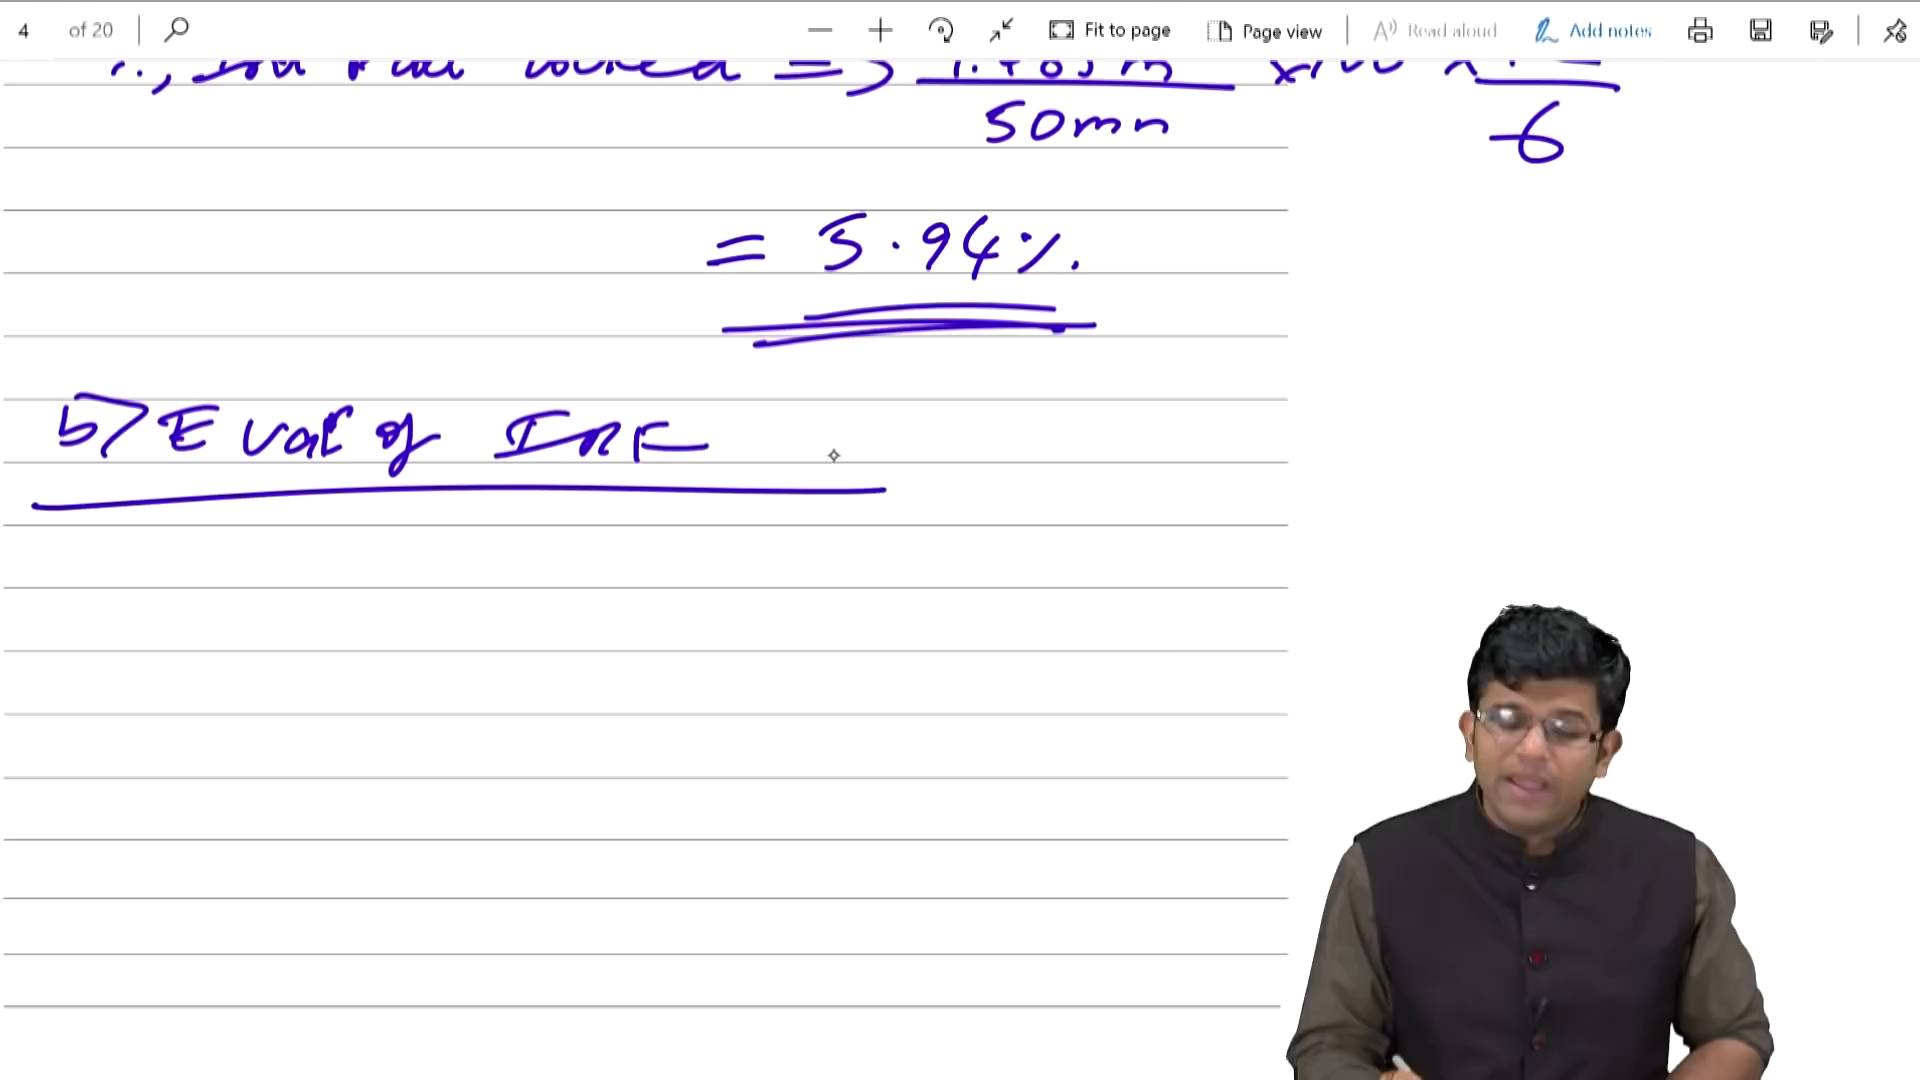 4 of 20 Fit to page Page view Read aloud Add notes
50mn 6
= 5.94%.
b) Eval of IRF